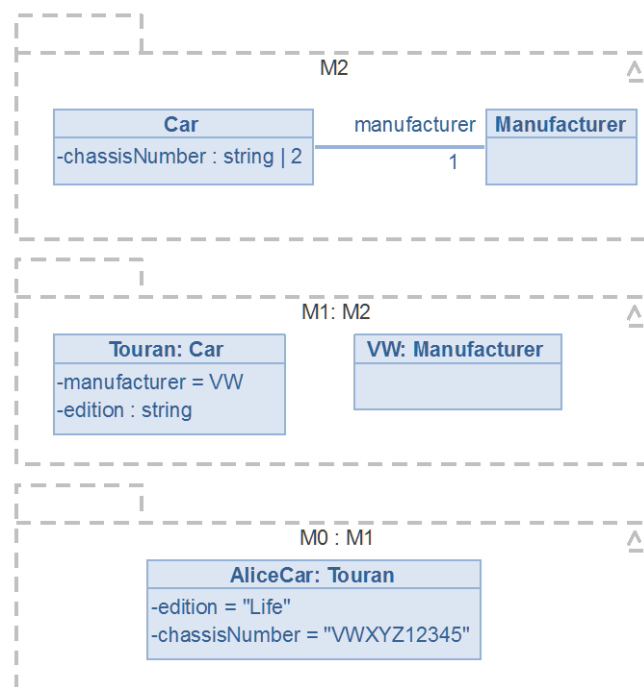 M2
Car
-chassisNumber : string | 2
manufacturer
1
Manufacturer
M1: M2
Touran: Car
-manufacturer = VW
-edition : string
VW: Manufacturer
M0 : M1
AliceCar: Touran
-edition = "Life"
-chassisNumber = "VWXYZ12345"